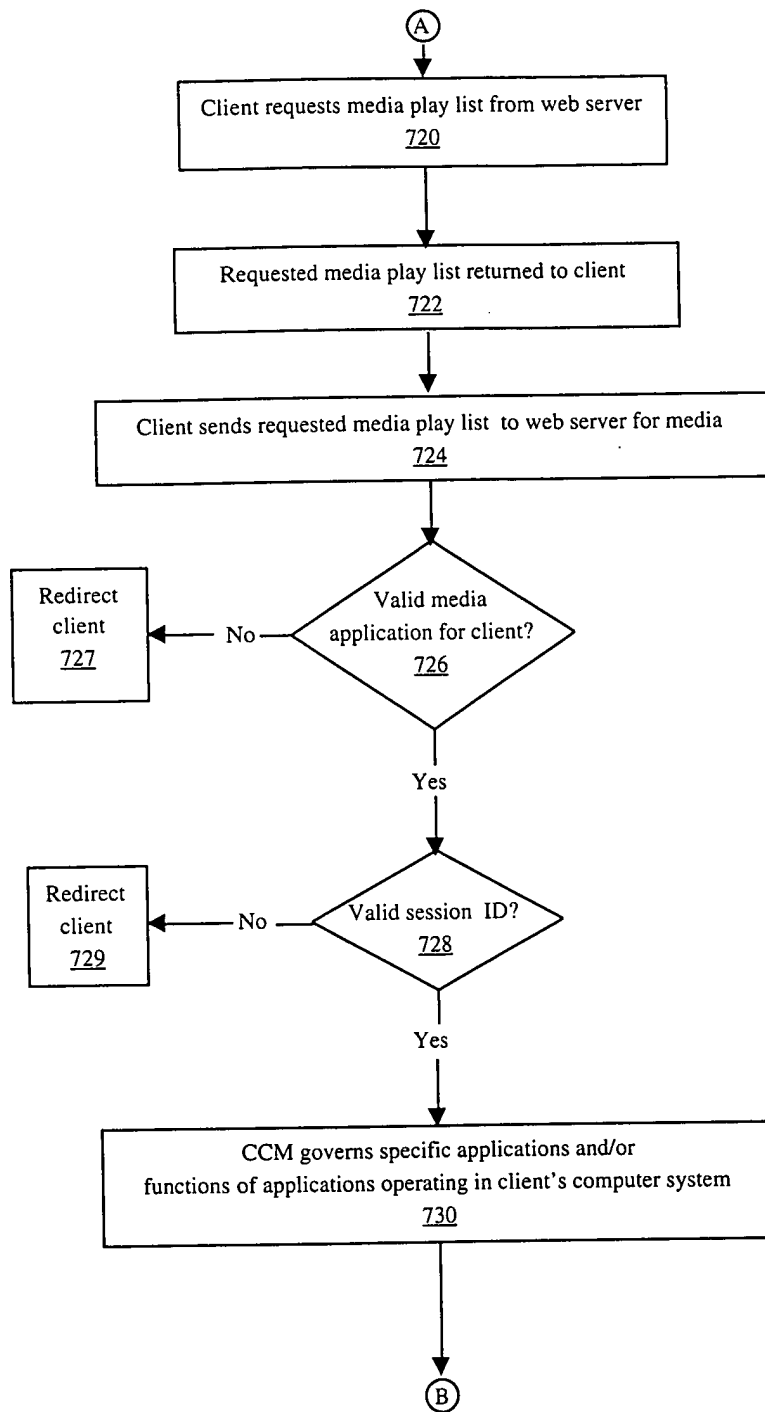 A
Client requests media play list from web server
720
Requested media play list returned to client
722
Client sends requested media play list to web server for media
724
Valid media
application for client?
726
No
Redirect
client
727
Yes
Valid session ID?
728
No
Redirect
client
729
Yes
CCM governs specific applications and/or
functions of applications operating in client's computer system
730
B